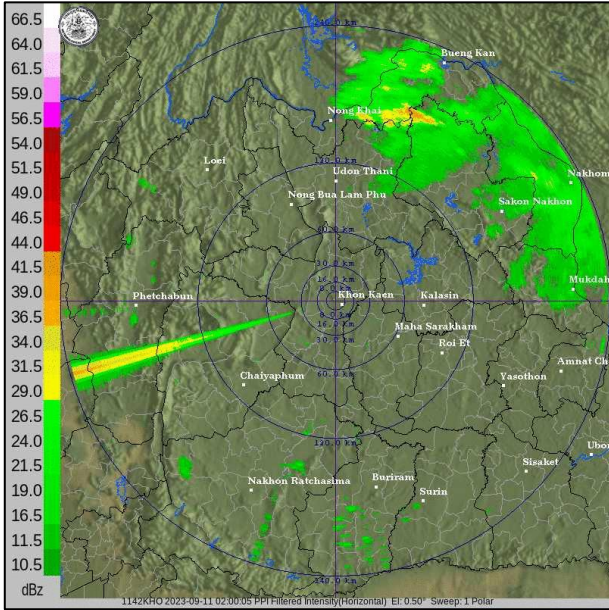 66.5
64.0
61.5
59.0
56.5
54.0
51.5
49.0
46.5
44.0
41.5
39.0
36.5
34.0
31.5
29.0
26.5
24.0
21.5
19.0
16.5
14.0
11.5
10.5
dBz
240.0 km
Bueng Kan
Nong Khai
Loei
Udon Thani
Nakhom
Nong Bua Lam Phu
Sakon Nakhon
Mukdah
Phetchabun
Khon Kaen
Kalasin
Maha Sarakham
Roi Et
Amnat Ch
Chaiyaphum
Yasothon
60.0 km
120.0 km
Ubor
Sisaket
Nakhon Ratchasima
Buriram
Surin
240.0 km
1142KHO 2023-09-11 02:00:05 PPI Filtered Intensity(Horizontal) El: 0.50° Sweep: 1 Polar